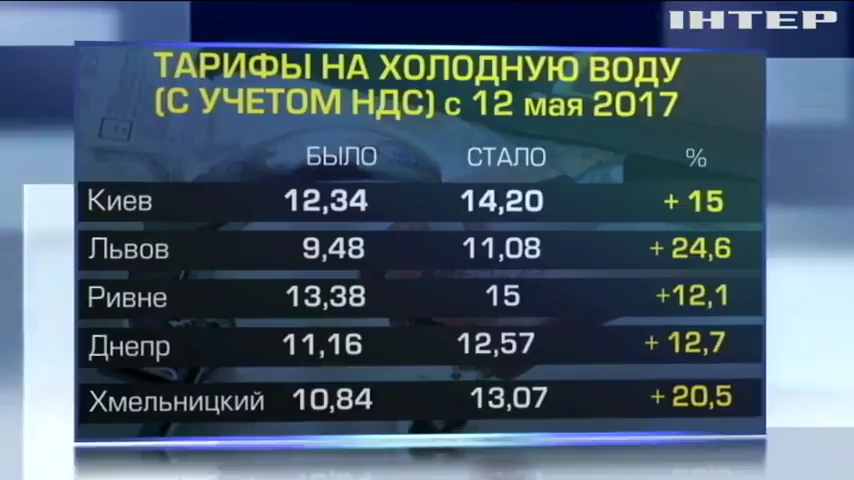 ІНТЕР
ТАРИФЫ НА ХОЛОДНУЮ ВОДУ
(С УЧЕТОМ НДС) с 12 мая 2017
БЫЛО СТАЛО %
Киев 12,34 14,20 + 15
Львов 9,48 11,08 + 24,6
Ривне 13,38 15 +12,1
Днепр 11,16 12,57 + 12,7
Хмельницкий 10,84 13,07 + 20,5